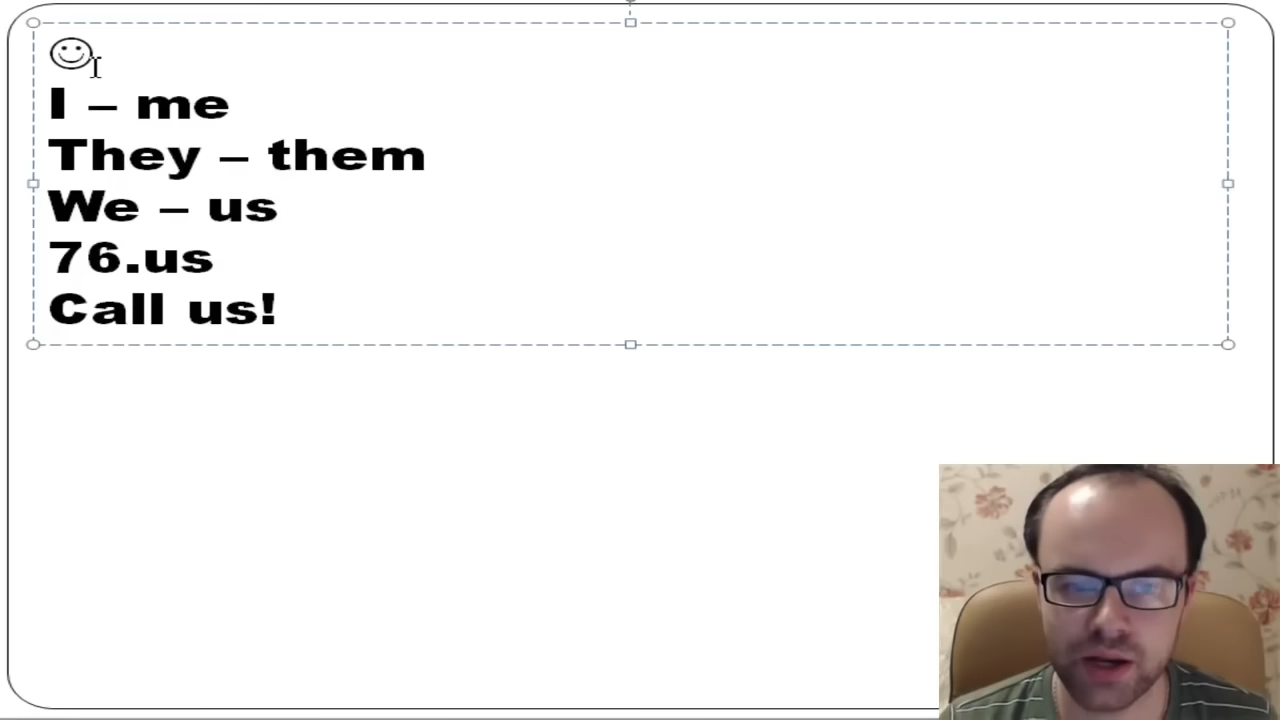 I – me
They – them
We – us
76.us
Call us!